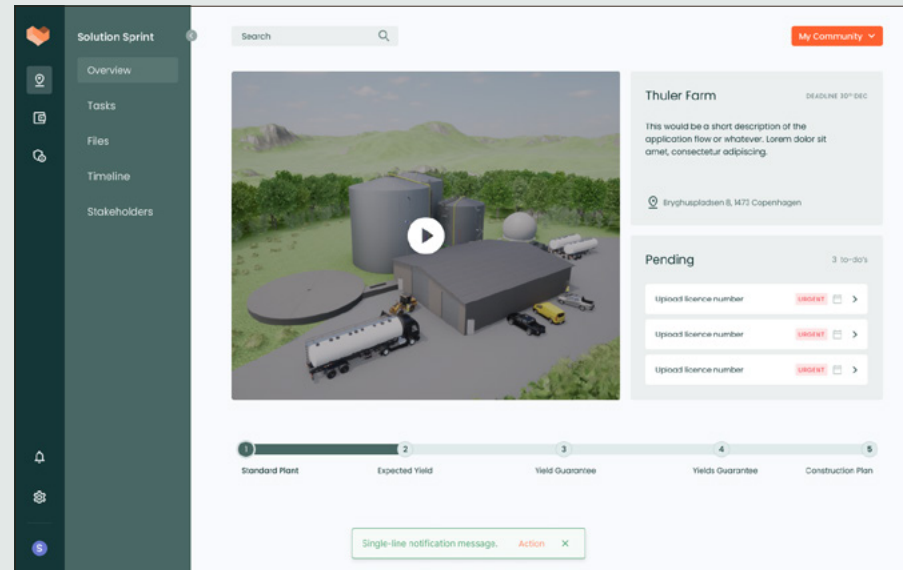 Solution Sprint
Overview
Tasks
Files
Timeline
Stakeholders
S
Search
My Community
Thuler Farm
DEADLINE 30TH DEC
This would be a short description of the
application flow or whatever. Lorem dolor sit
amet, consectetur adipiscing.
Bryghuspladsen 8, 1473 Copenhagen
Pending
3 to-do's
Upload licence number URGENT
Upload licence number URGENT
Upload licence number URGENT
1 2 3 4 5
Standard Plant Expected Yield Yield Guarantee Yields Guarantee Construction Plan
Single-line notification message. Action